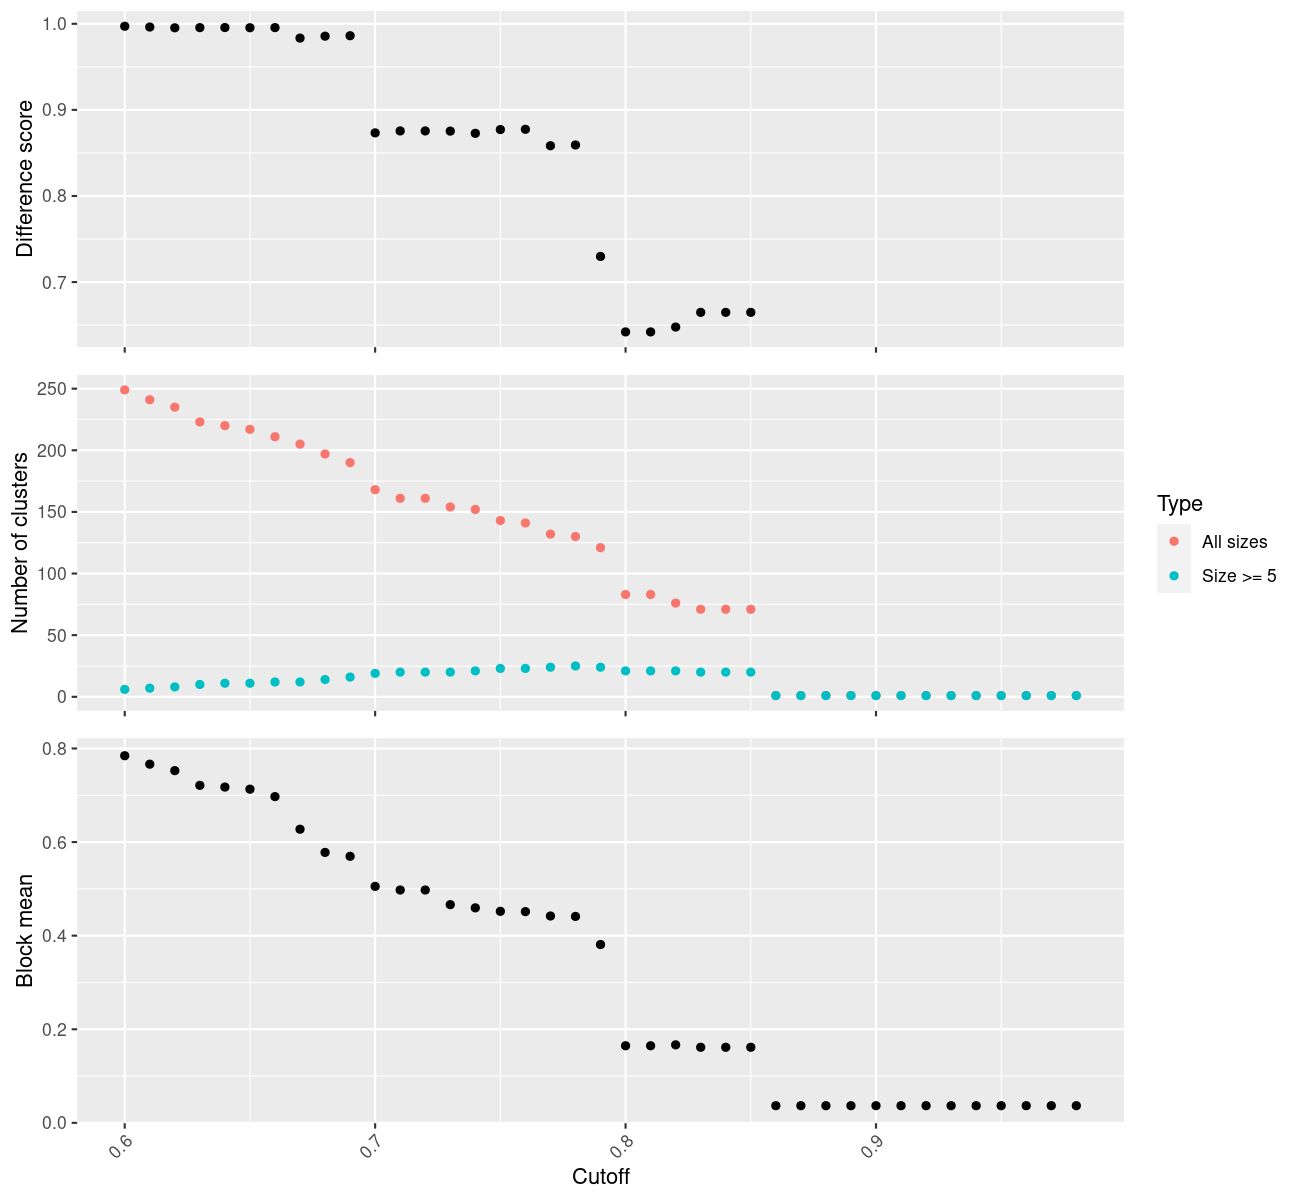 1.0
0.9
0.8
0.7
Difference score
250
200
150
100
50
0
Number of clusters
Type
All sizes
Size >= 5
0.8
0.6
0.4
0.2
0.0
Block mean
0.6 0.7 0.8 0.9
Cutoff